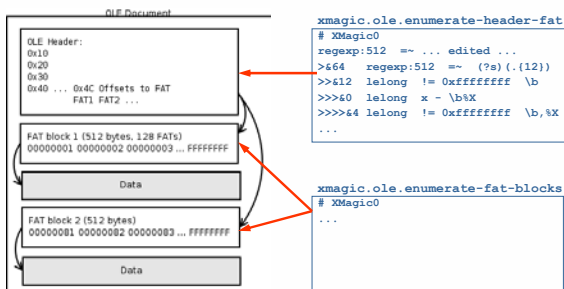 OLE Document
OLE Header:
0x10
0x20
0x30
0x40 ... 0x4C Offsets to FAT
FAT1 FAT2 ...
FAT block 1 (512 bytes, 128 FATs)
00000001 00000002 00000003 ... FFFFFFFF
Data
FAT block 2 (512 bytes)
00000081 00000082 00000083 ... FFFFFFFF
Data
xmagic.ole.enumerate-header-fat
# XMagic0
regexp:512 =~ ... edited ...
>&64 regexp:512 =~ (?s)(.{12})
>>&12 lelong != 0xffffffff \b
>>>&0 lelong x - \b%X
>>>>&4 lelong != 0xffffffff \b,%X
...
xmagic.ole.enumerate-fat-blocks
# XMagic0
...